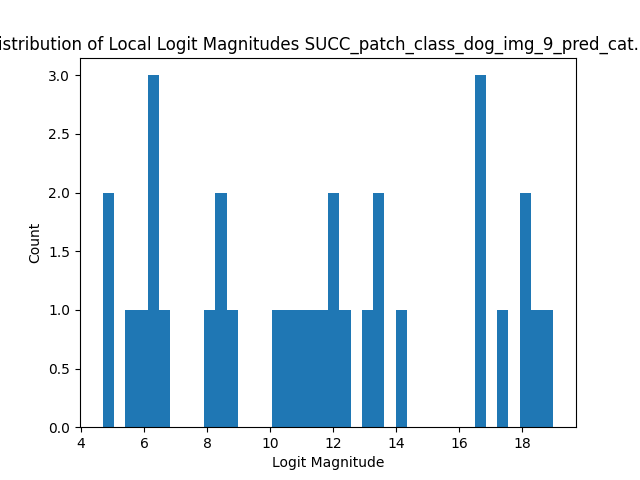 istribution of Local Logit Magnitudes SUCC_patch_class_dog_img_9_pred_cat.
3.0
2.5
2.0
1.5
1.0
0.5
0.0
Count
4 6 8 10 12 14 16 18
Logit Magnitude